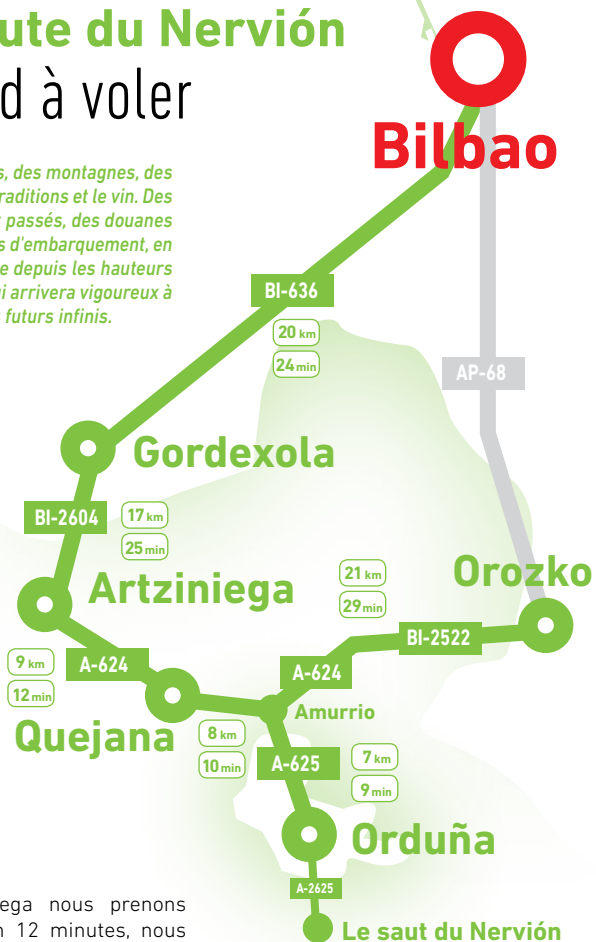 ute du Nervión
d à voler
s, des montagnes, des
raditions et le vin. Des
passés, des douanes
s d'embarquement, en
e depuis les hauteurs
ui arrivera vigoureux à
futurs infinis.
Bilbao
BI-636
20 km
24 min
AP-68
Gordexola
BI-2604
17 km
25 min
Artziniega
21 km
29 min
Orozko
BI-2522
9 km
12 min
A-624
A-624
Quejana
Amurrio
8 km
10 min
A-625
7 km
9 min
Orduña
A-2625
ega nous prenons
n 12 minutes, nous
Le saut du Nervión